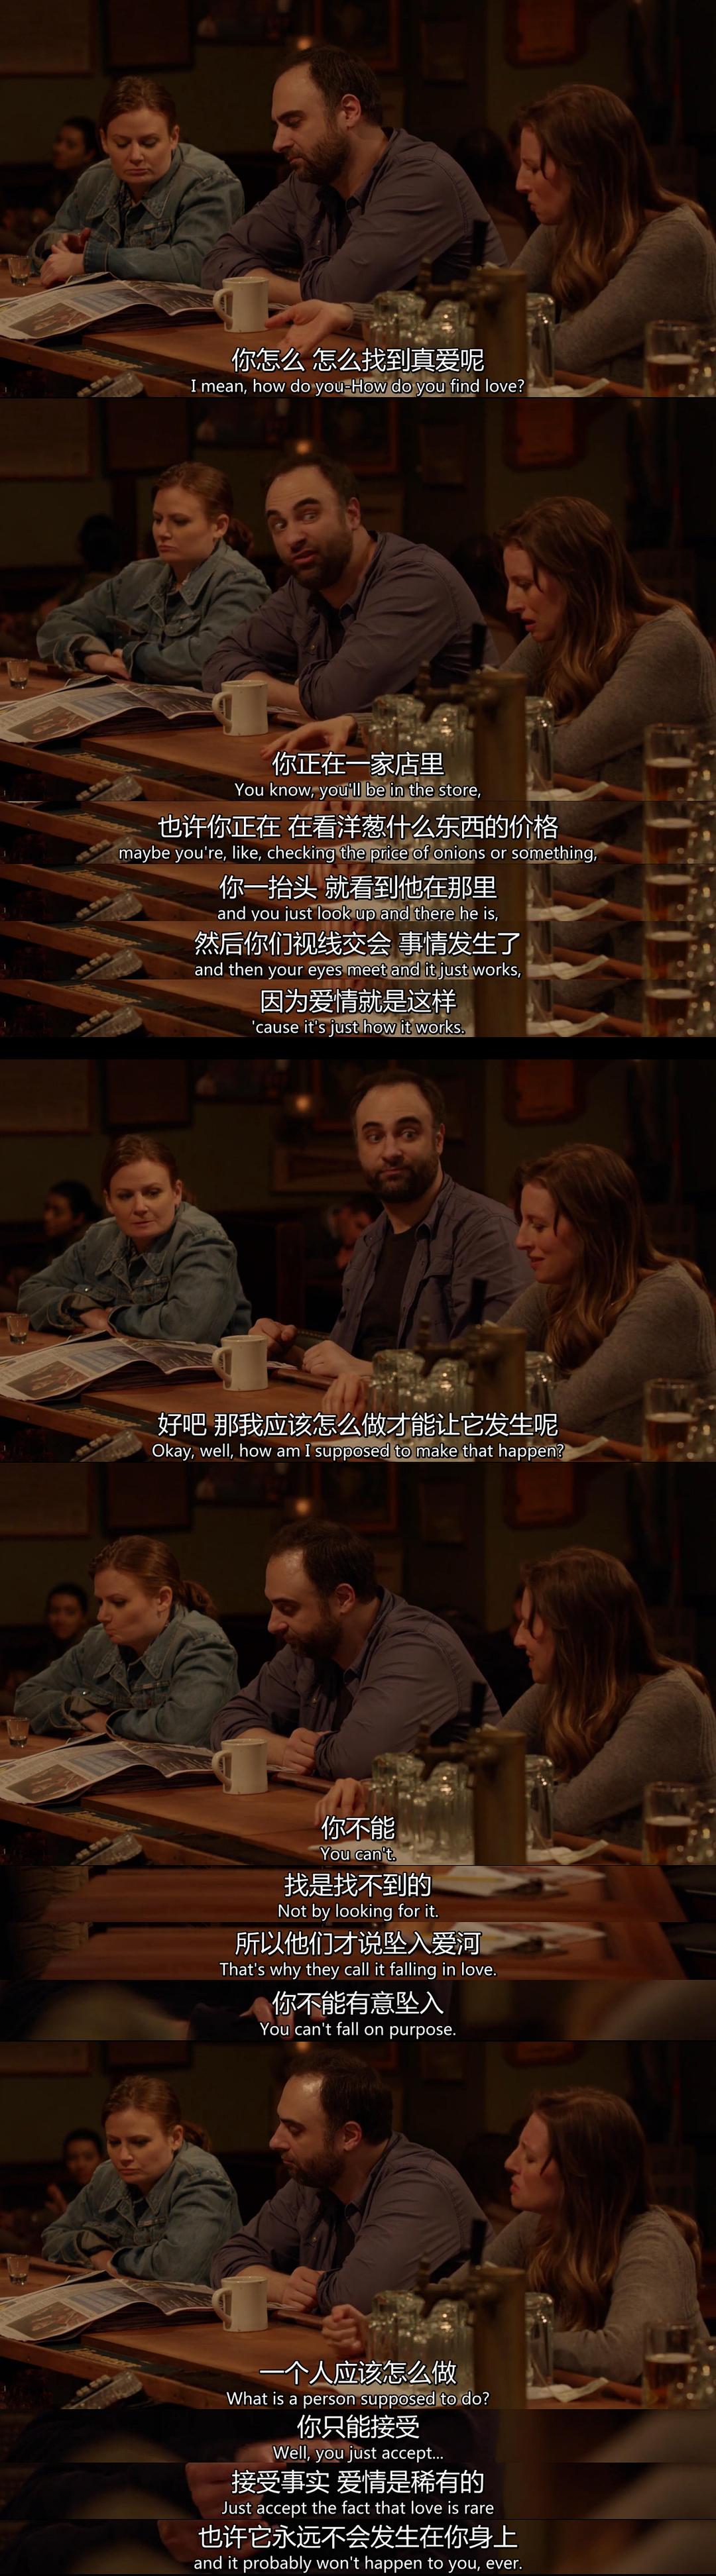 你怎么 怎么找到真爱呢
I mean, how do you-How do you find love?
你正在一家店里
You know, you'll be in the store,
也许你正在 在看洋葱什么东西的价格
maybe you're, like, checking the price of onions or something,
你一抬头 就看到他在那里
and you just look up and there he is,
然后你们视线交会 事情发生了
and then your eyes meet and it just works,
因为爱情就是这样
'cause it's just how it works.
好吧 那我应该怎么做才能让它发生呢
Okay, well, how am I supposed to make that happen?
你不能
You can't.
找是找不到的
Not by looking for it.
所以他们才说坠入爱河
That's why they call it falling in love.
你不能有意坠入
You can't fall on purpose.
一个人应该怎么做
What is a person supposed to do?
你只能接受
Well, you just accept...
接受事实 爱情是稀有的
Just accept the fact that love is rare
也许它永远不会发生在你身上
and it probably won't happen to you, ever.